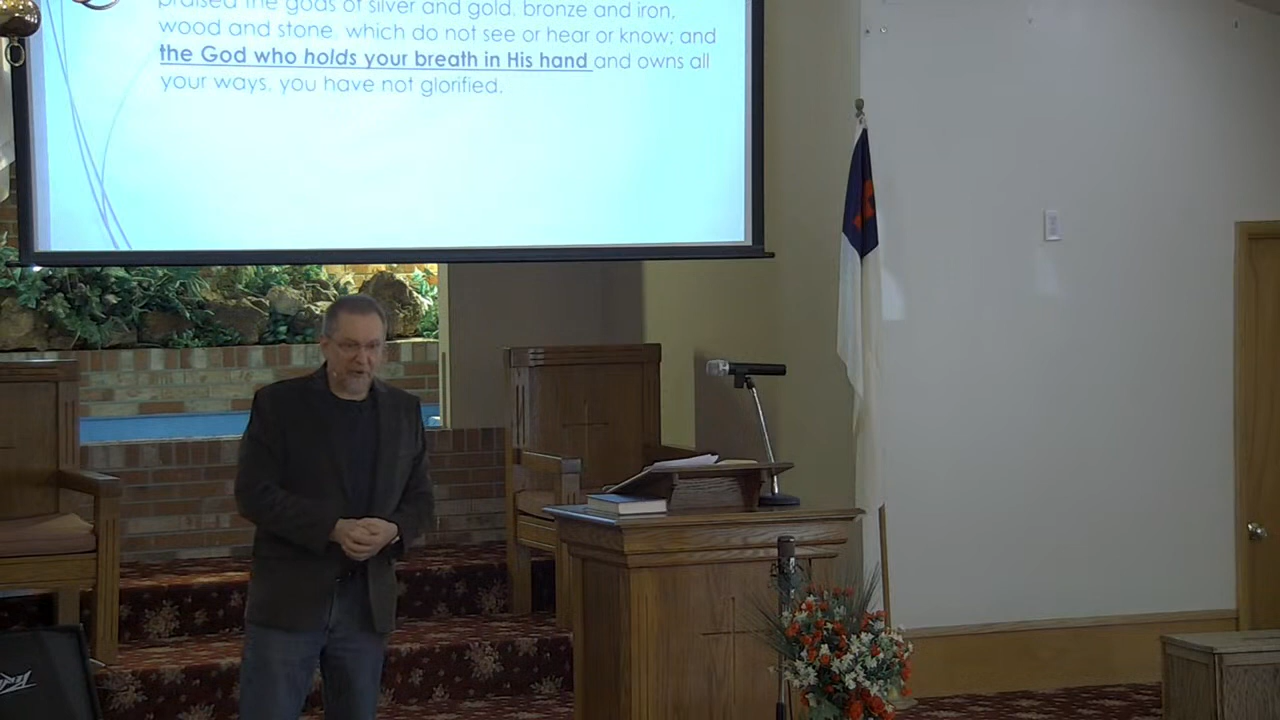 praised the gods of silver and gold, bronze and iron,
wood and stone, which do not see or hear or know; and
the God who holds your breath in His hand and owns all
your ways, you have not glorified.